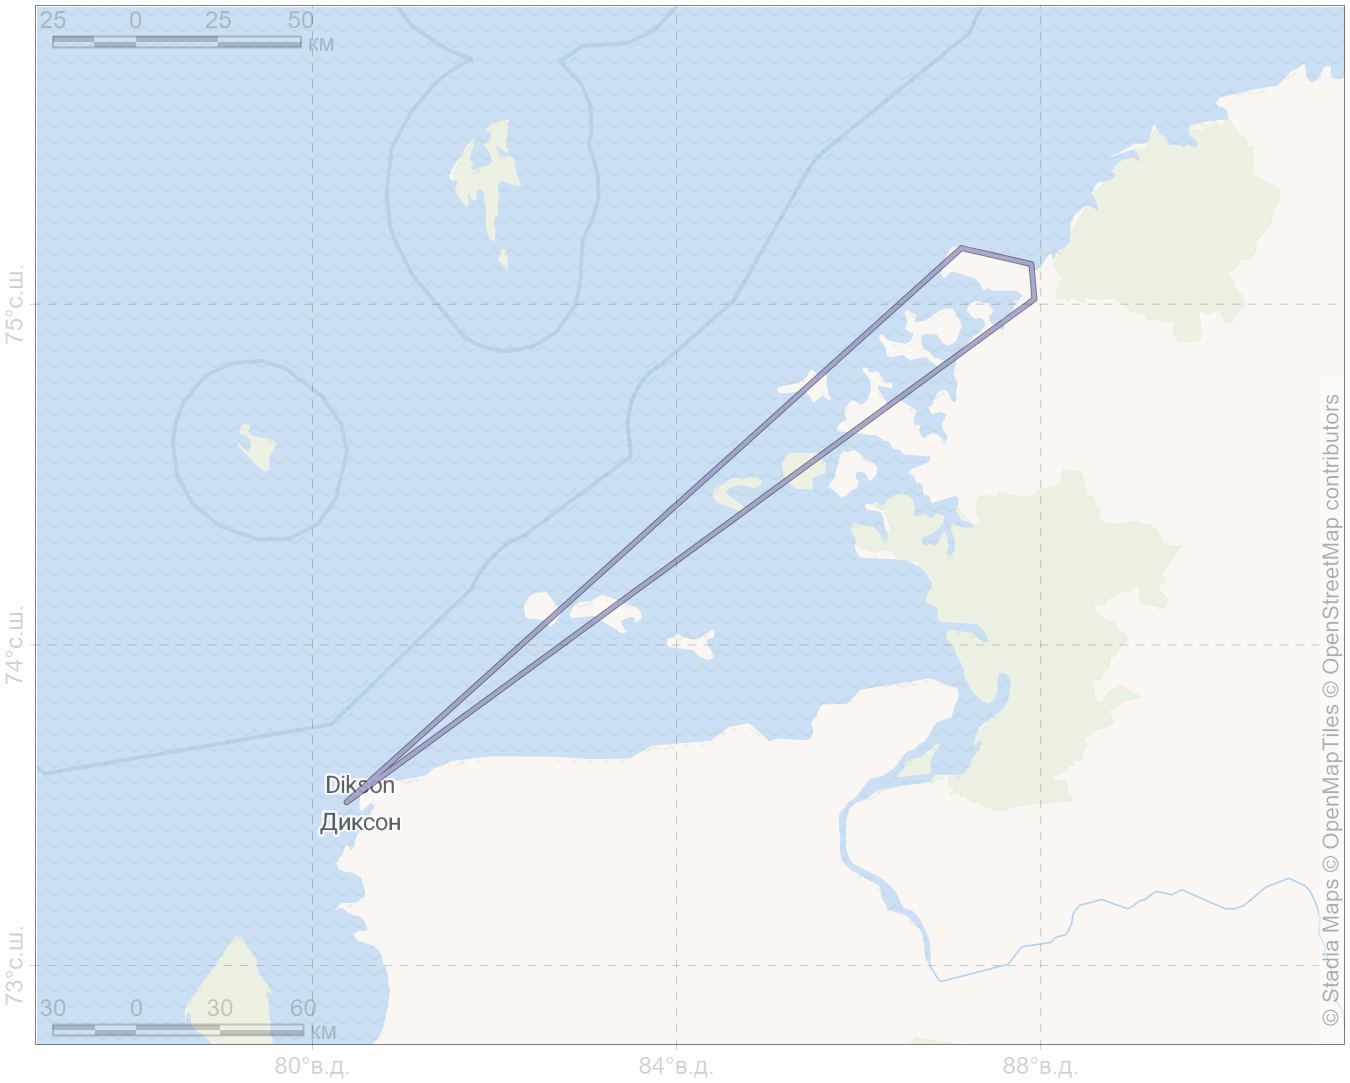 25 0 25 50
км
75°с.ш.
74°с.ш.
73°с.ш.
Dikson
Диксон
30 0 30 60
км
80°в.д. 84°в.д. 88°в.д.
© Stadia Maps © OpenMapTiles © OpenStreetMap contributors